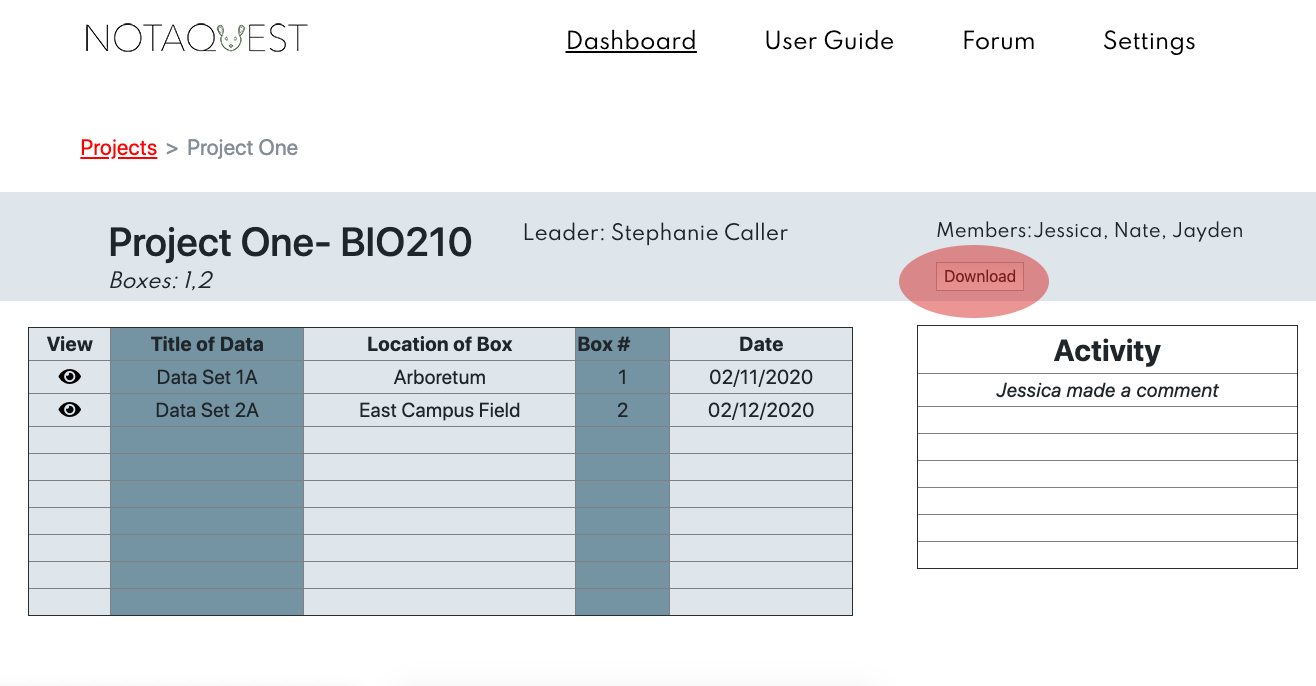 NOTAQUEST
Dashboard User Guide Forum Settings
Projects > Project One
Project One- BIO210
Boxes: 1,2
Leader: Stephanie Caller
Members:Jessica, Nate, Jayden
Download
View Title of Data Location of Box Box # Date
Data Set 1A Arboretum 1 02/11/2020
Data Set 2A East Campus Field 2 02/12/2020
Activity
Jessica made a comment